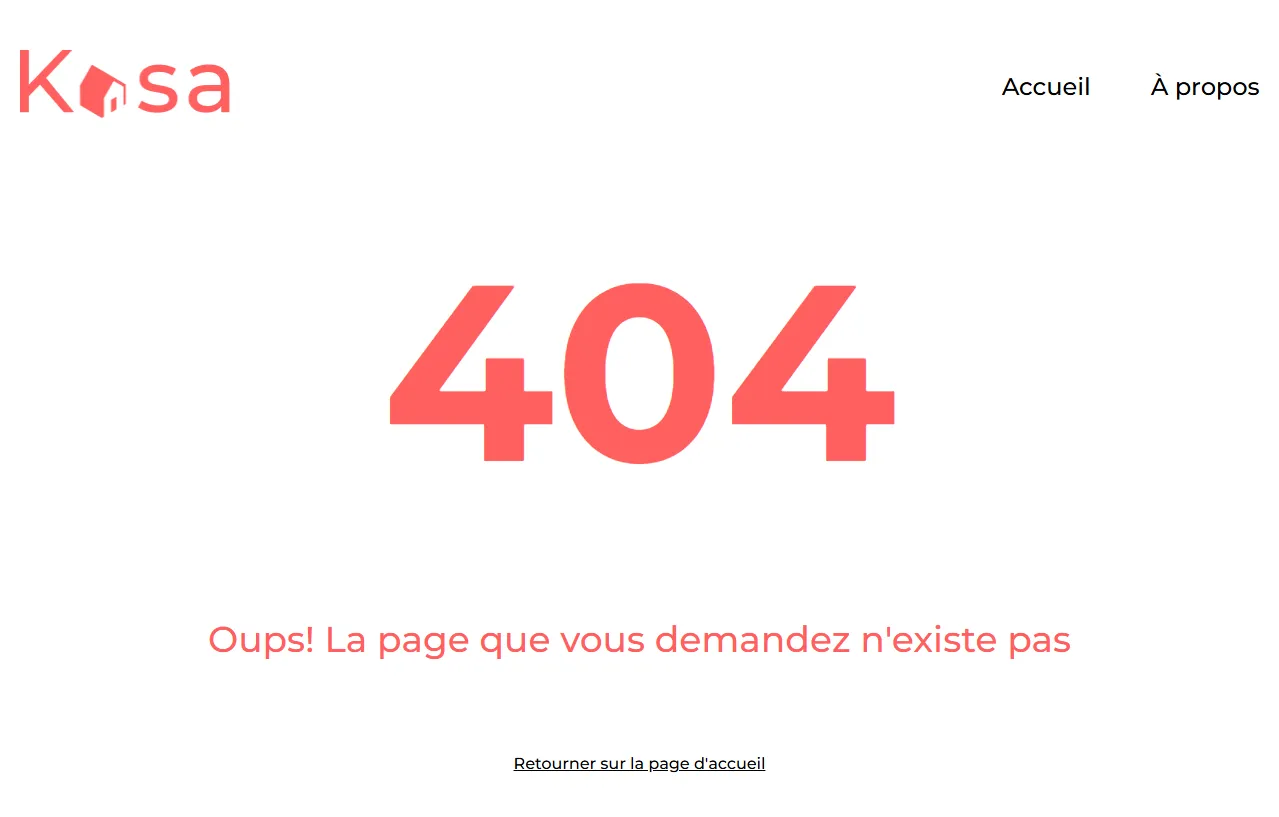 Kasa
Accueil
À propos
404
Oups! La page que vous demandez n'existe pas
Retourner sur la page d'accueil